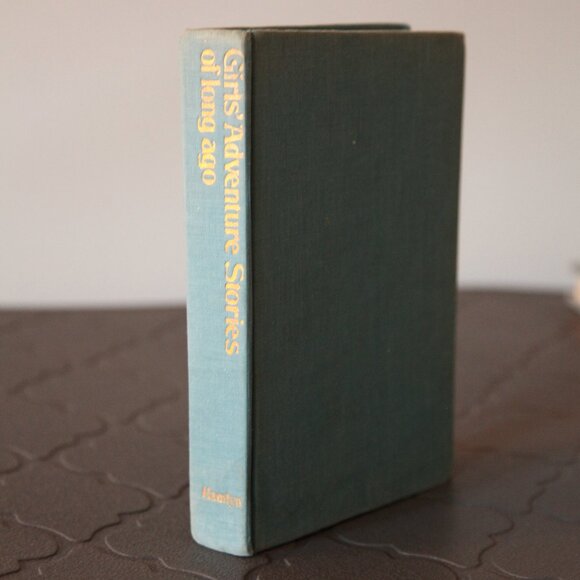 Girls' Adventure Stories
of long ago
Hamlyn